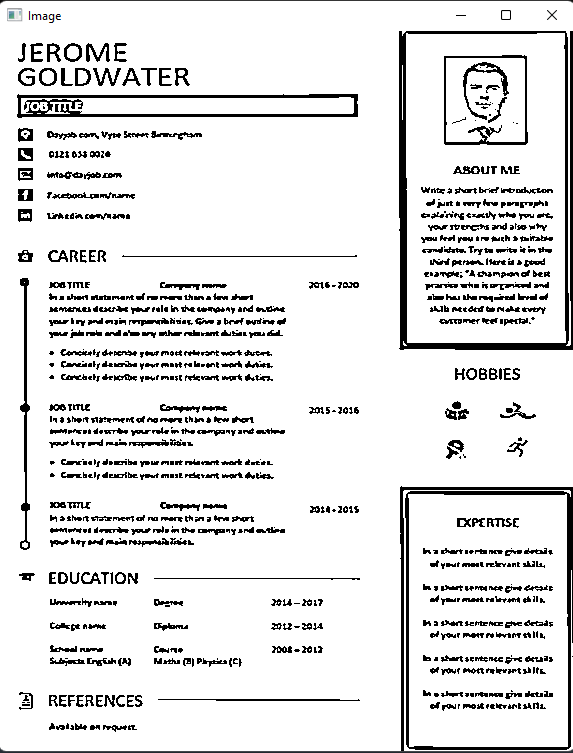 Image
JEROME
GOLDWATER
JOB TITLE
Dayjob.com, Vyse Street Birmingham
0121 638 0026
info@dayjob.com
Facebook.com/name
Linkedin.com/name
CAREER
JOB TITLE Company name 2016 - 2020
In a short statement of no more than a few short
sentences describe your role in the company and outline
your key and main responsibilities. Give a brief outline of
your job role and also any other relevant duties you did.
• Concisely describe your most relevant work duties.
• Concisely describe your most relevant work duties.
• Concisely describe your most relevant work duties.
JOB TITLE Company name 2015 - 2016
In a short statement of no more than a few short
sentences describe your role in the company and outline
your key and main responsibilities.
• Concisely describe your most relevant work duties.
• Concisely describe your most relevant work duties.
JOB TITLE Company name 2014 - 2015
In a short statement of no more than a few short
sentences describe your role in the company and outline
your key and main responsibilities.
EDUCATION
University name Degree 2014 – 2017
College name Diploma 2012 – 2014
School name Course 2008 – 2012
Subjects English (A) Maths (B) Physics (C)
REFERENCES
Available on request.
ABOUT ME
Write a short brief introduction
of just a very few paragraphs
explaining exactly who you are,
your strengths and also why
you feel you are such a suitable
candidate. Try to write it in the
third person. Here is a good
example; "A champion of best
practice who is organised and
also has the required level of
skills needed to make every
customer feel special."
HOBBIES
EXPERTISE
In a short sentence give details
of your most relevant skills.
In a short sentence give details
of your most relevant skills.
In a short sentence give details
of your most relevant skills.
In a short sentence give details
of your most relevant skills.
In a short sentence give details
of your most relevant skills.